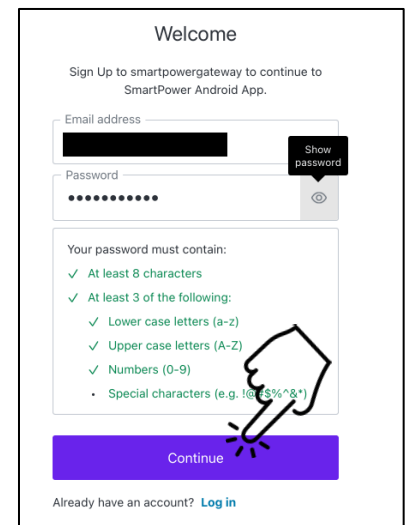 Welcome
Sign Up to smartpowergateway to continue to
SmartPower Android App.
Email address
Show
password
Password
•••••••••••
Your password must contain:
✓ At least 8 characters
✓ At least 3 of the following:
✓ Lower case letters (a-z)
✓ Upper case letters (A-Z)
✓ Numbers (0-9)
• Special characters (e.g. !@#$%^&*)
Continue
Already have an account? Log in